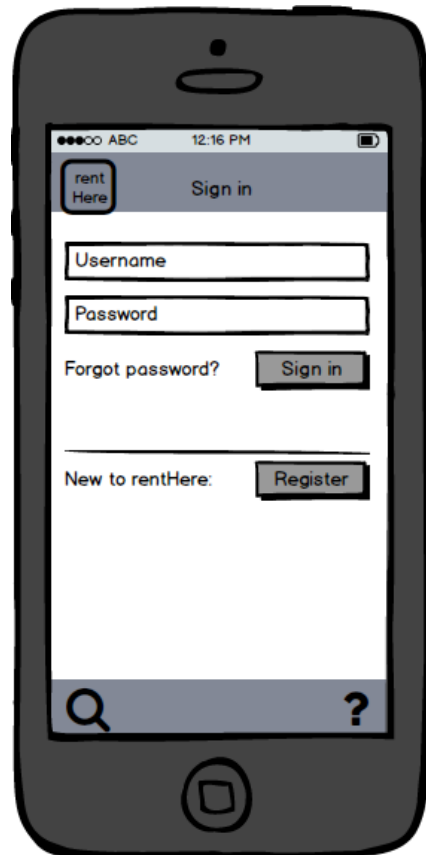 ABC 12:16 PM
rent
Here
Sign in
Username
Password
Forgot password? Sign in
New to rentHere: Register
?